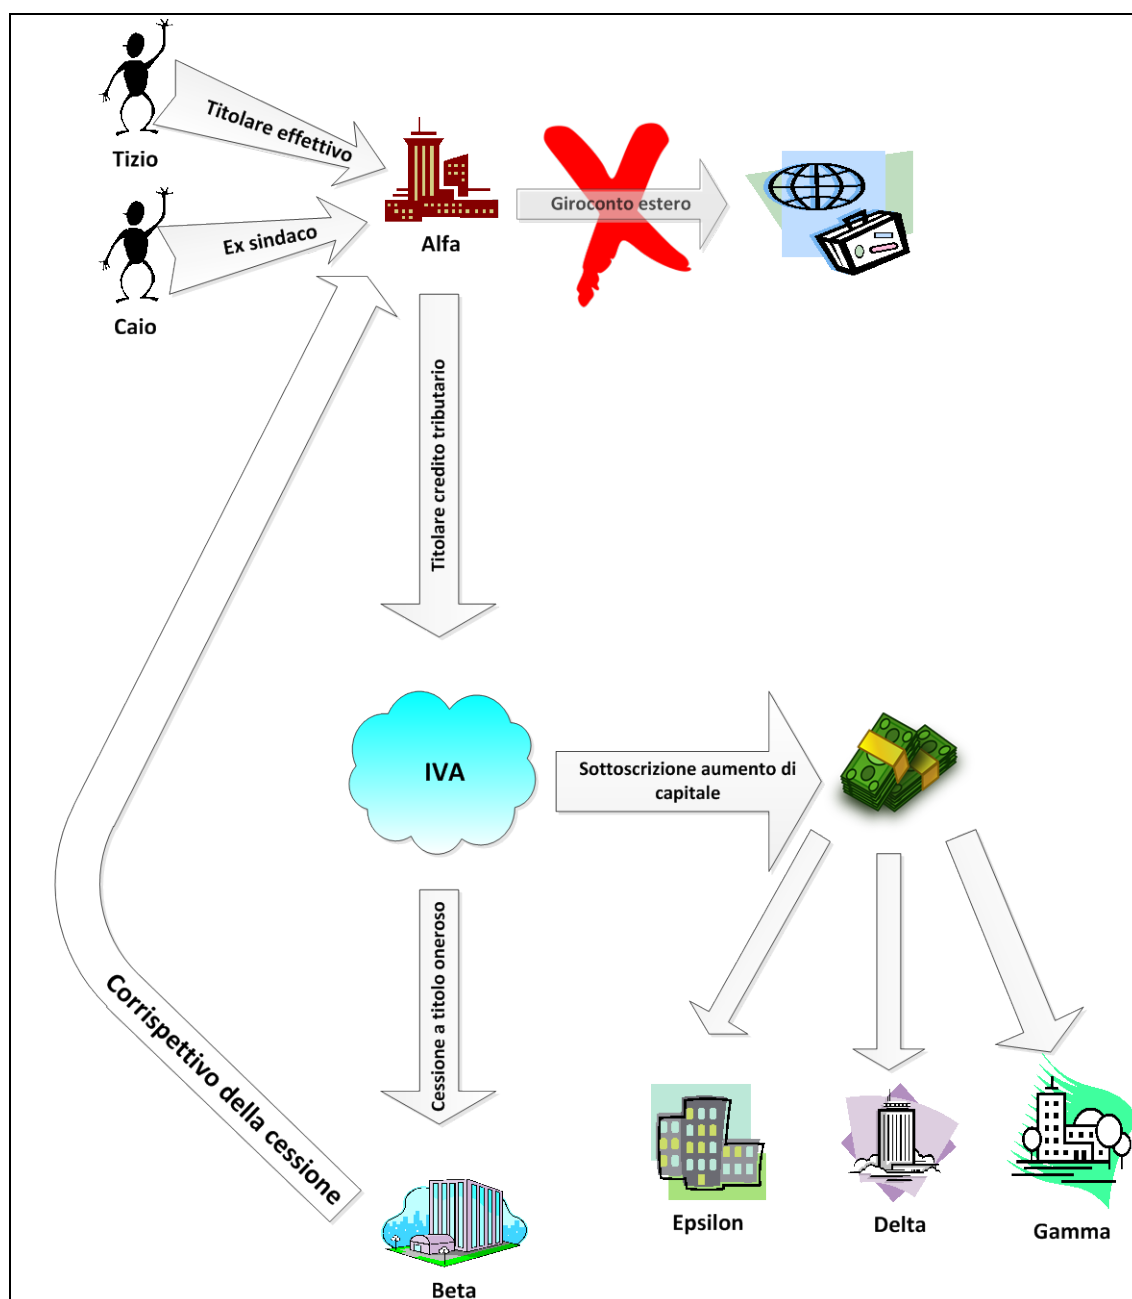 Titolare effettivo
Tizio
Ex sindaco
Caio
Alfa
Giroconto estero
Titolare credito tributario
IVA
Sottoscrizione aumento di
capitale
Cessione a titolo oneroso
Corrispettivo della cessione
Beta
Epsilon
Delta
Gamma